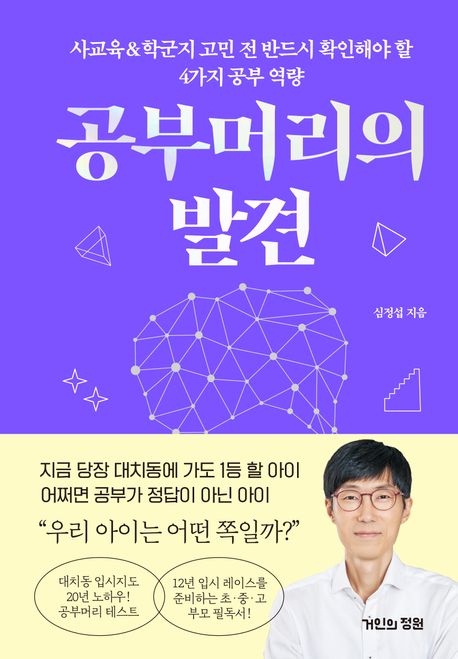 사교육&학군지 고민 전 반드시 확인해야 할
4가지 공부 역량
공부머리의
발견
심정섭 지음
지금 당장 대치동에 가도 1등 할 아이
어쩌면 공부가 정답이 아닌 아이
“우리 아이는 어떤 쪽일까?”
대치동 입시지도
20년 노하우!
공부머리 테스트
12년 입시 레이스를
준비하는 초·중·고
부모 필독서!
거인의 정원